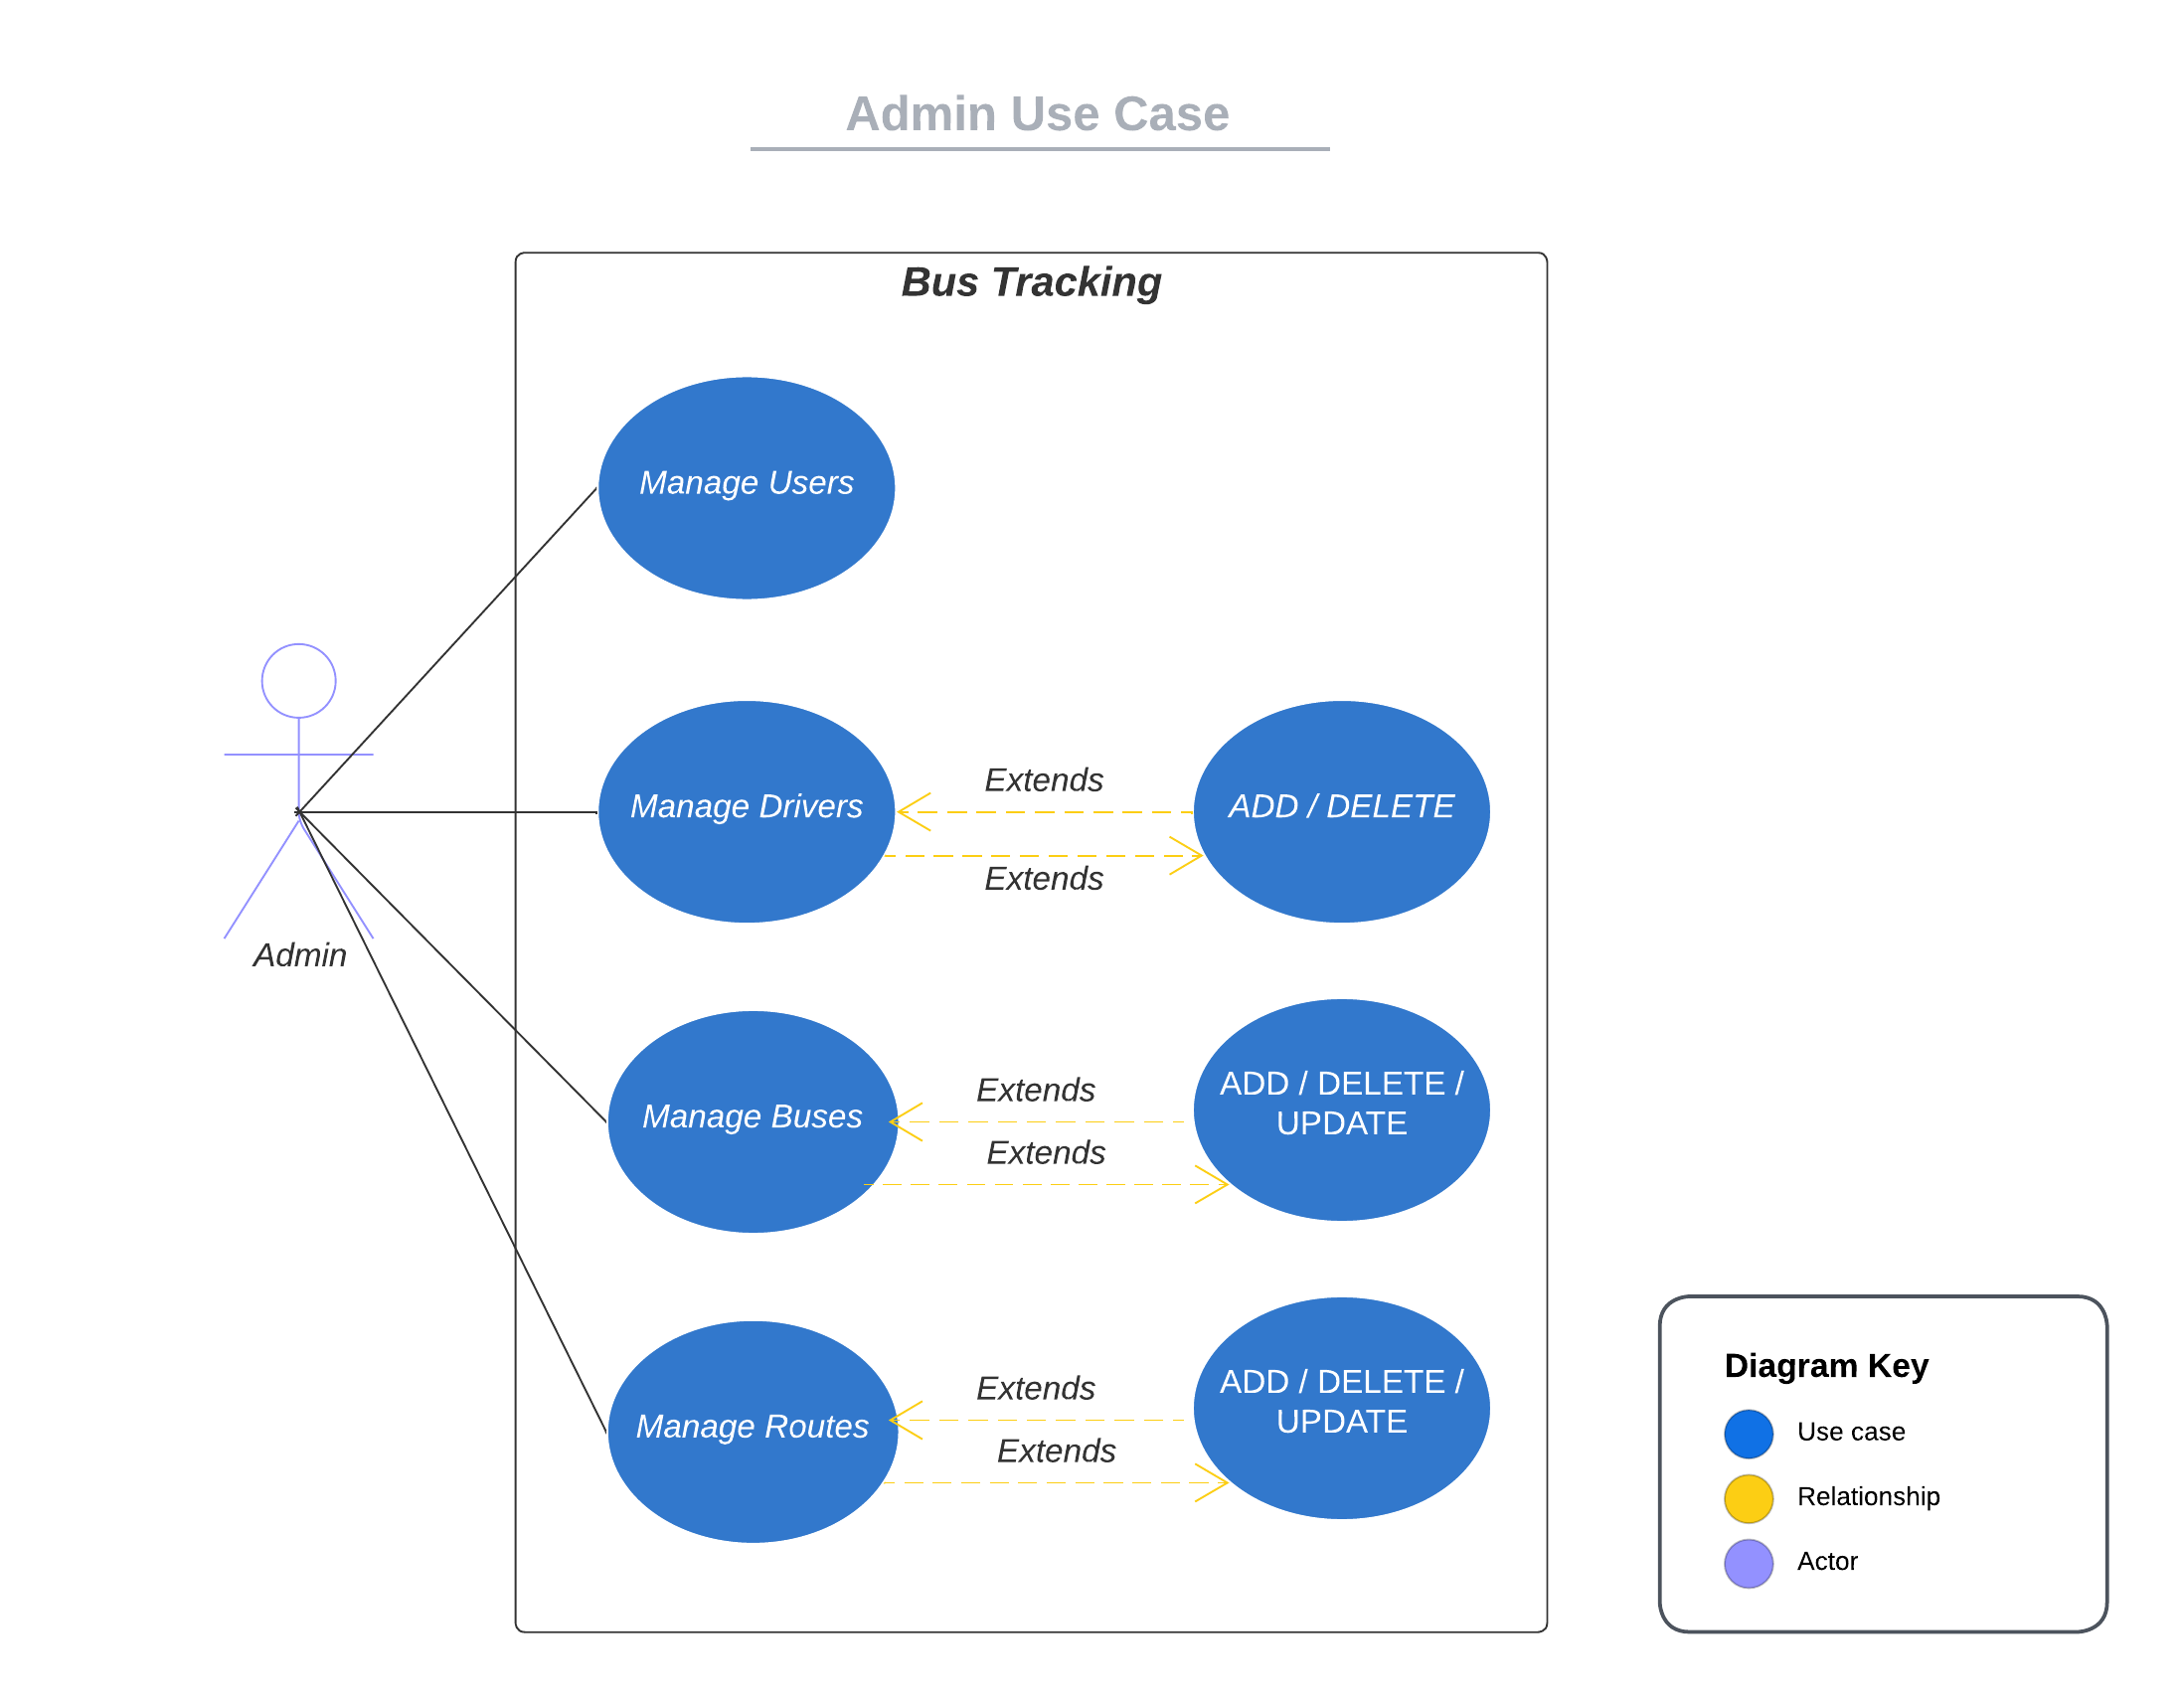 Admin Use Case
Bus Tracking
Manage Users
Manage Drivers
Extends
Extends
ADD / DELETE
Admin
Manage Buses
Extends
Extends
ADD / DELETE /
UPDATE
Manage Routes
Extends
Extends
ADD / DELETE /
UPDATE
Diagram Key
Use case
Relationship
Actor